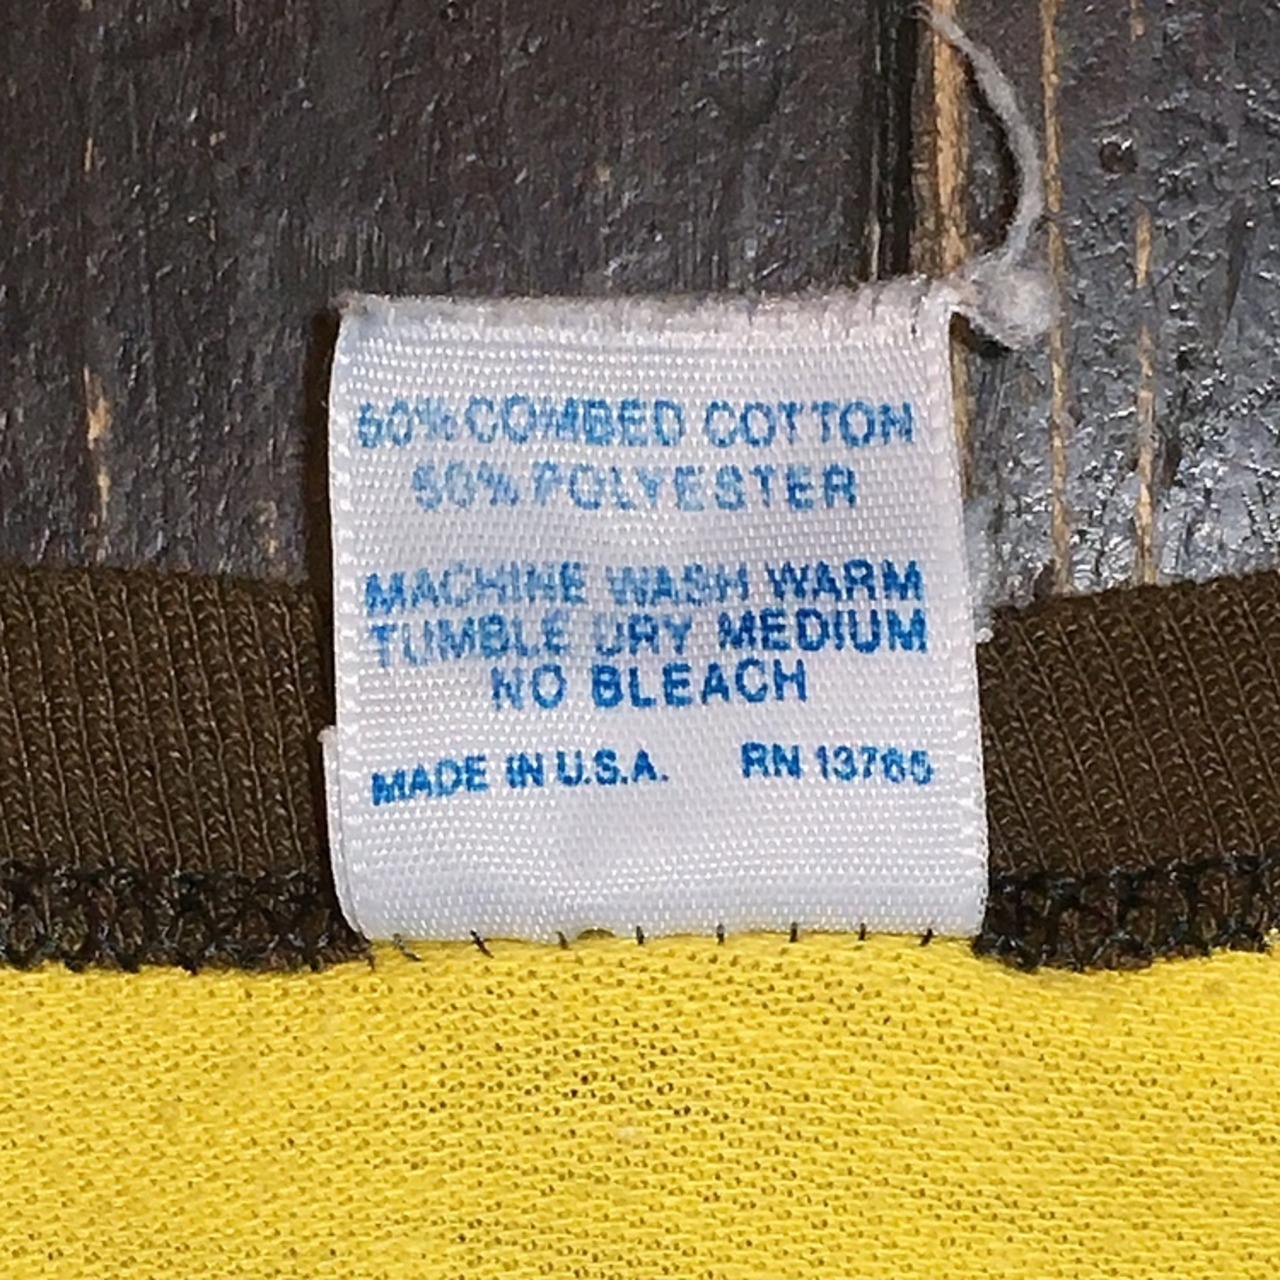 50% COMBED COTTON
50% POLYESTER
MACHINE WASH WARM
TUMBLE DRY MEDIUM
NO BLEACH
MADE IN U.S.A. RN 13765